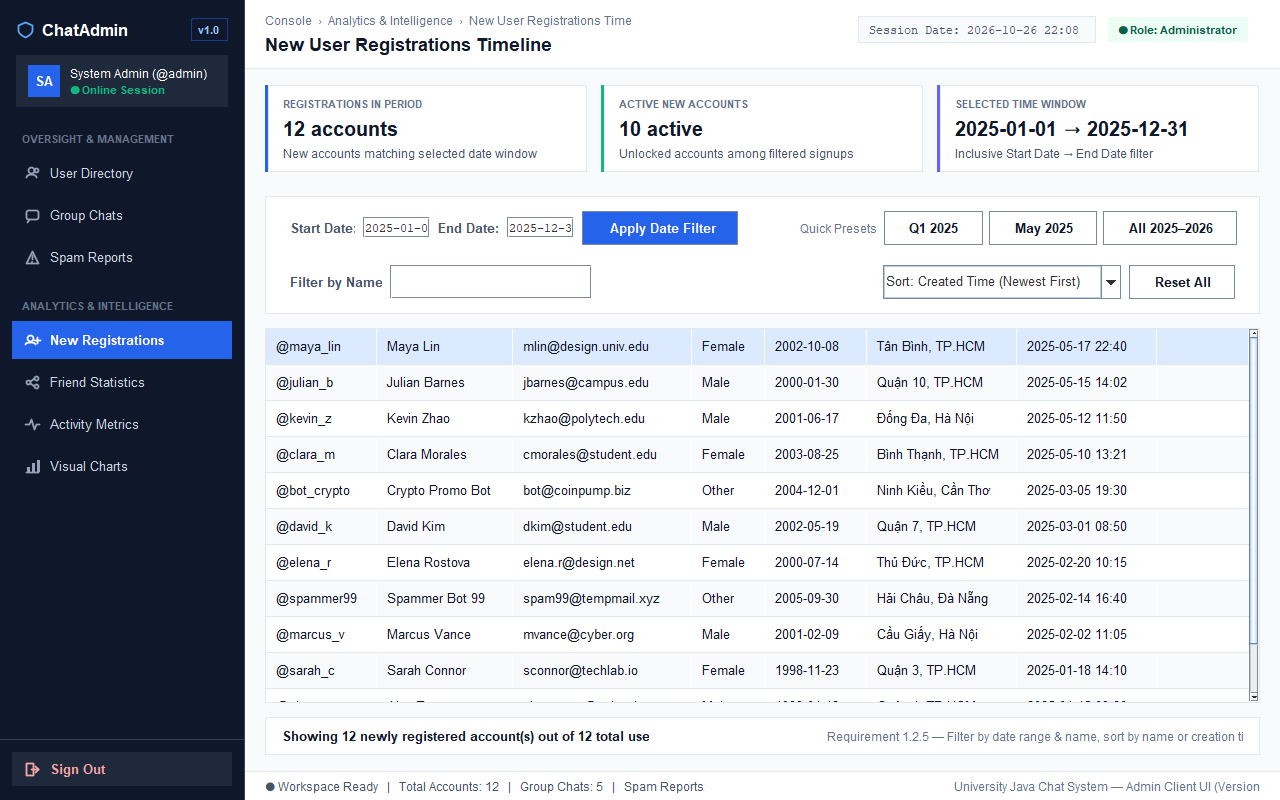 ChatAdmin
v1.0
SA
System Admin (@admin)
Online Session
OVERSIGHT & MANAGEMENT
User Directory
Group Chats
Spam Reports
ANALYTICS & INTELLIGENCE
New Registrations
Friend Statistics
Activity Metrics
Visual Charts
Sign Out
Console › Analytics & Intelligence › New User Registrations Time
New User Registrations Timeline
Session Date: 2026-10-26 22:08
Role: Administrator
REGISTRATIONS IN PERIOD
12 accounts
New accounts matching selected date window
ACTIVE NEW ACCOUNTS
10 active
Unlocked accounts among filtered signups
SELECTED TIME WINDOW
2025-01-01 → 2025-12-31
Inclusive Start Date → End Date filter
Start Date: 2025-01-0 End Date: 2025-12-3 Apply Date Filter Quick Presets Q1 2025 May 2025 All 2025–2026
Filter by Name Sort: Created Time (Newest First) Reset All
@maya_lin Maya Lin mlin@design.univ.edu Female 2002-10-08 Tân Bình, TP.HCM 2025-05-17 22:40
@julian_b Julian Barnes jbarnes@campus.edu Male 2000-01-30 Quận 10, TP.HCM 2025-05-15 14:02
@kevin_z Kevin Zhao kzhao@polytech.edu Male 2001-06-17 Đống Đa, Hà Nội 2025-05-12 11:50
@clara_m Clara Morales cmorales@student.edu Female 2003-08-25 Bình Thạnh, TP.HCM 2025-05-10 13:21
@bot_crypto Crypto Promo Bot bot@coinpump.biz Other 2004-12-01 Ninh Kiều, Cần Thơ 2025-03-05 19:30
@david_k David Kim dkim@student.edu Male 2002-05-19 Quận 7, TP.HCM 2025-03-01 08:50
@elena_r Elena Rostova elena.r@design.net Female 2000-07-14 Thủ Đức, TP.HCM 2025-02-20 10:15
@spammer99 Spammer Bot 99 spam99@tempmail.xyz Other 2005-09-30 Hải Châu, Đà Nẵng 2025-02-14 16:40
@marcus_v Marcus Vance mvance@cyber.org Male 2001-02-09 Cầu Giấy, Hà Nội 2025-02-02 11:05
@sarah_c Sarah Connor sconnor@techlab.io Female 1998-11-23 Quận 3, TP.HCM 2025-01-18 14:10
Showing 12 newly registered account(s) out of 12 total use
Requirement 1.2.5 — Filter by date range & name, sort by name or creation ti
Workspace Ready | Total Accounts: 12 | Group Chats: 5 | Spam Reports
University Java Chat System — Admin Client UI (Version